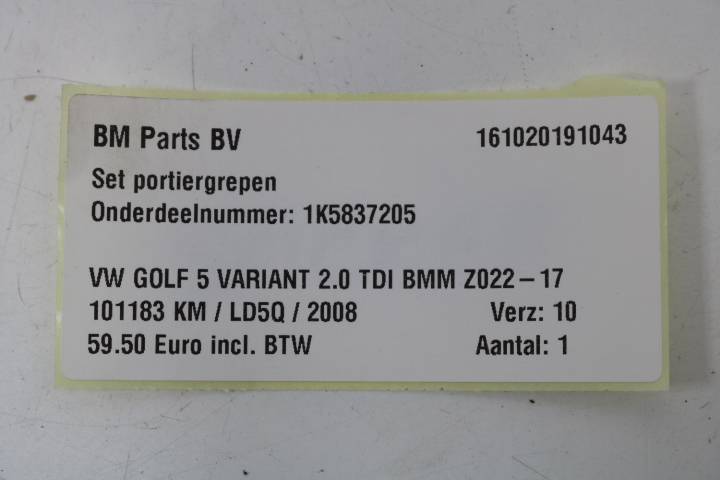 BM Parts BV 161020191043
Set portiergrepen
Onderdeelnummer: 1K5837205
VW GOLF 5 VARIANT 2.0 TDI BMM Z022-17
101183 KM / LD5Q / 2008 Verz: 10
59.50 Euro incl. BTW Aantal: 1